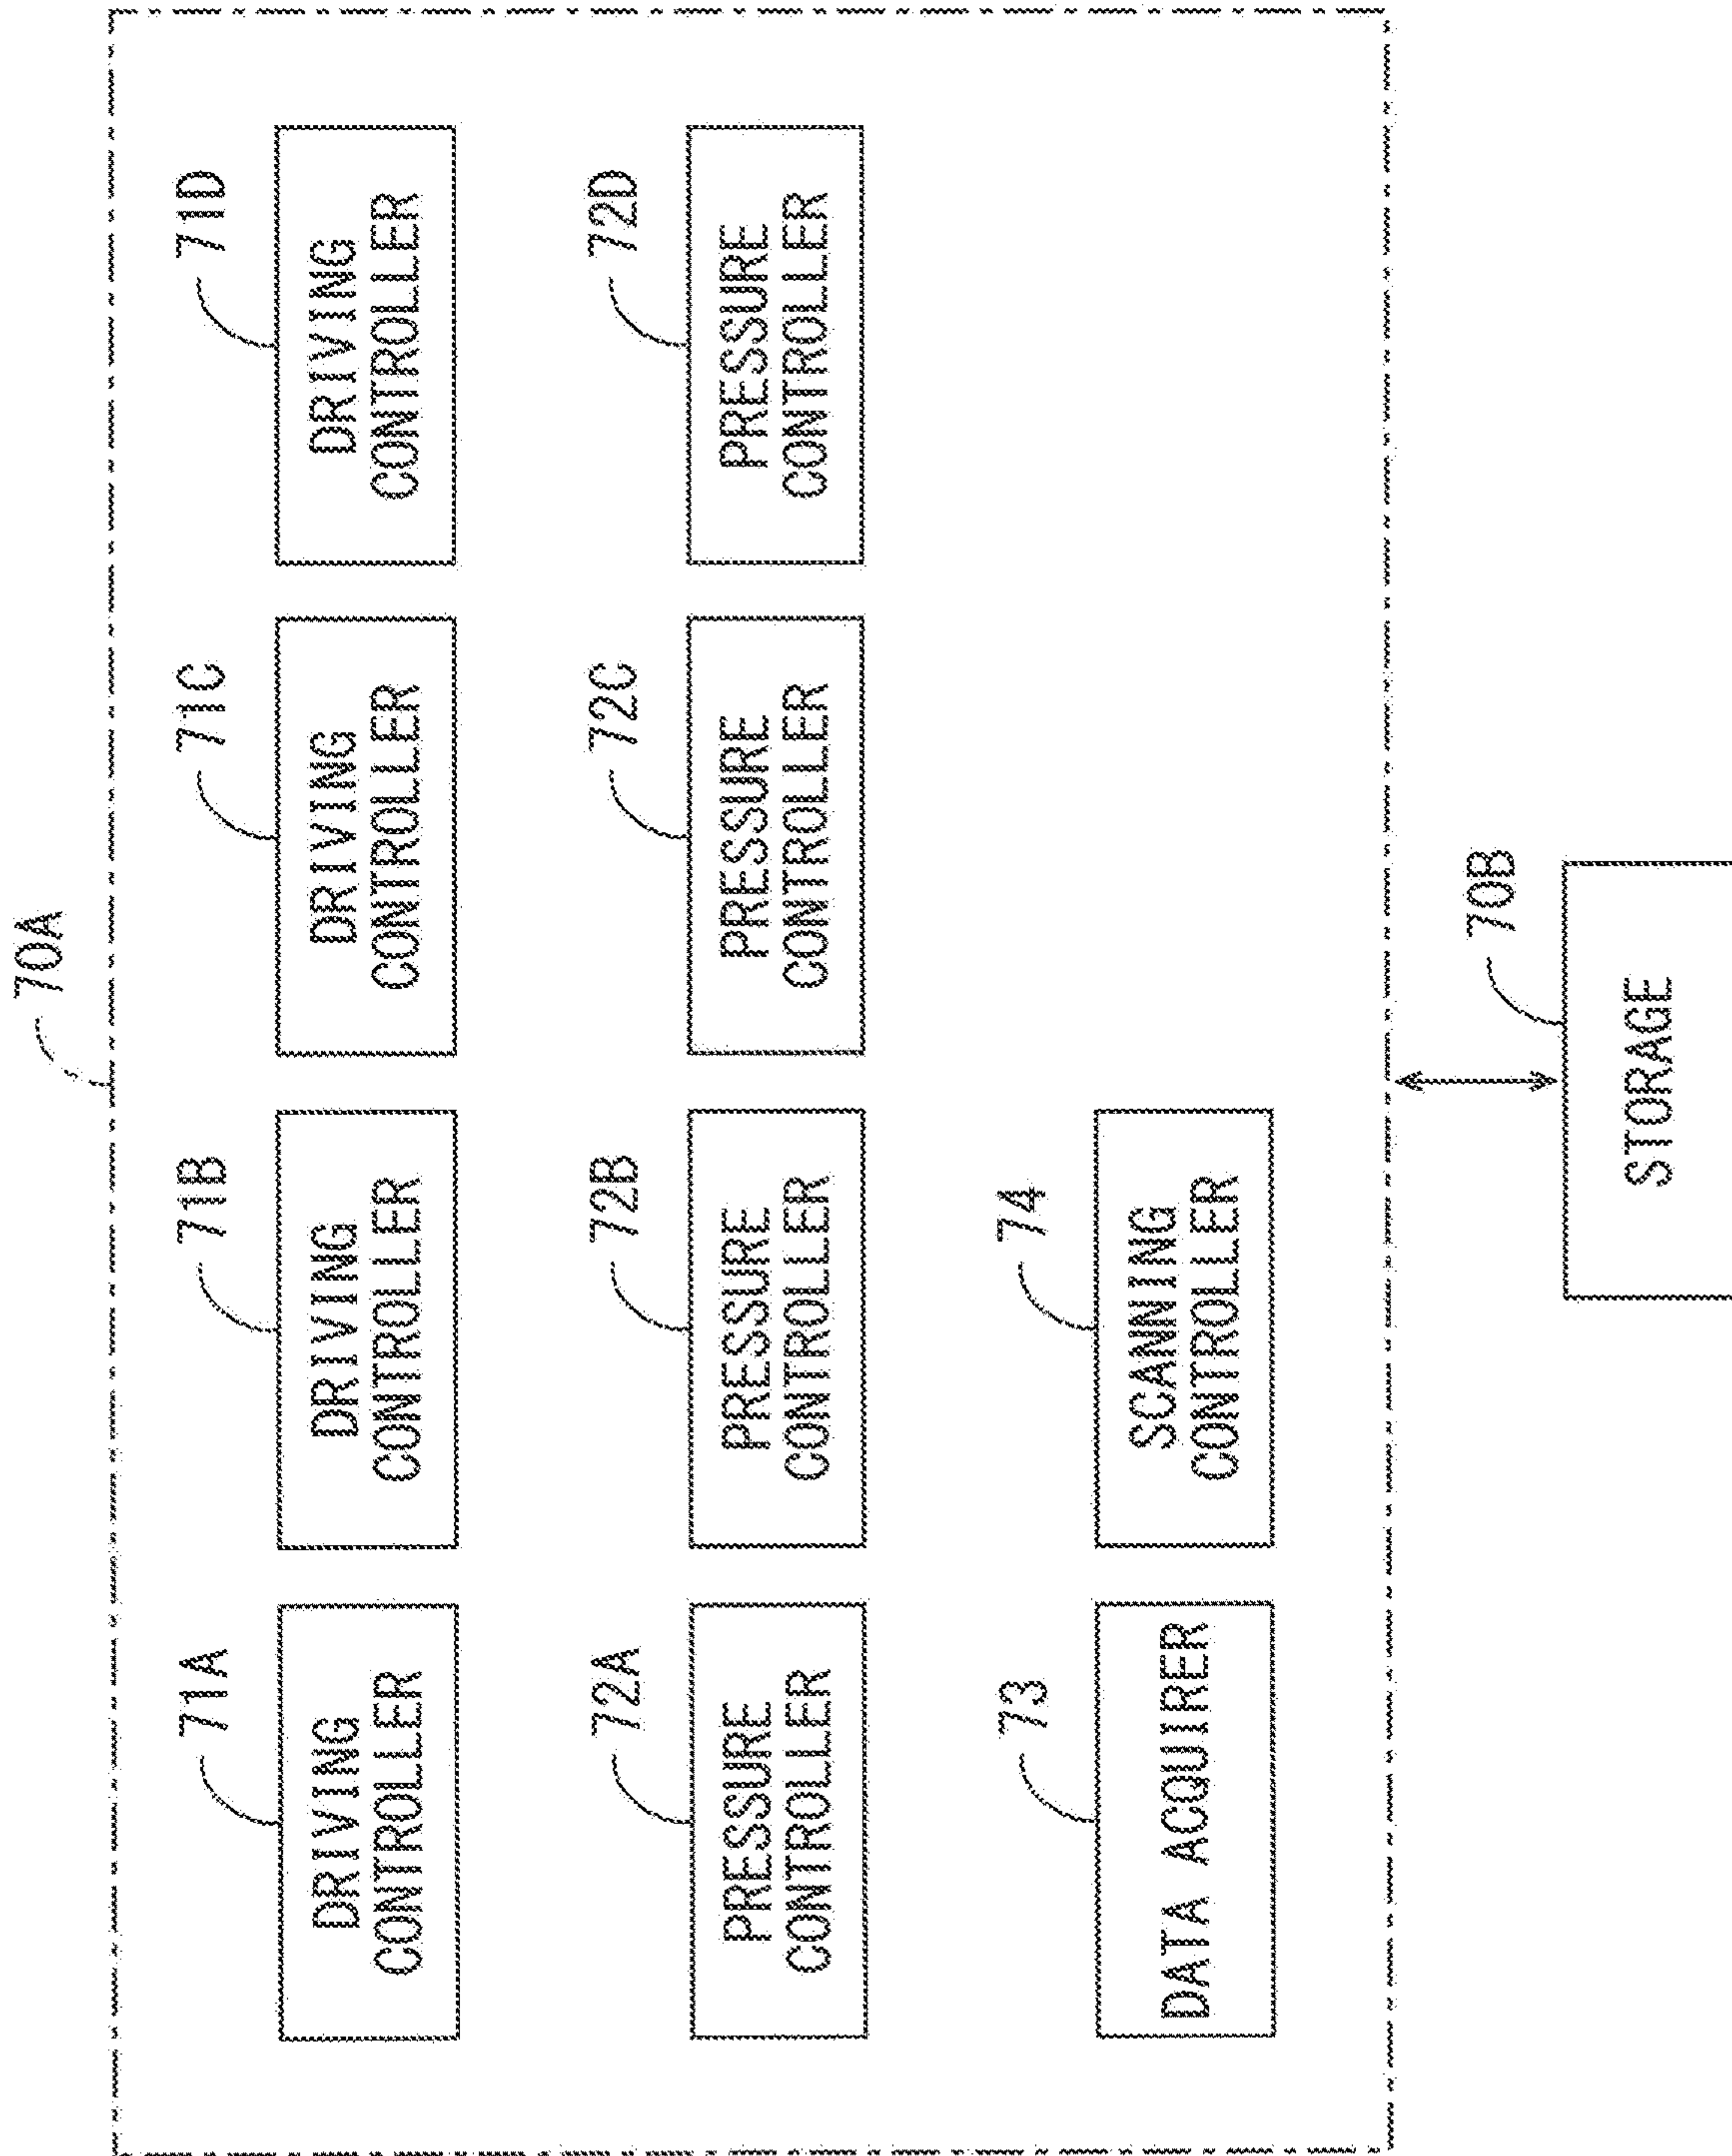 70A
71A
71B
71C
71D
DRIVING
CONTROLLER
DRIVING
CONTROLLER
DRIVING
CONTROLLER
DRIVING
CONTROLLER
72A
72B
72C
72D
PRESSURE
CONTROLLER
PRESSURE
CONTROLLER
PRESSURE
CONTROLLER
PRESSURE
CONTROLLER
73
74
DATA ACQUIRER
SCANNING
CONTROLLER
70B
STORAGE